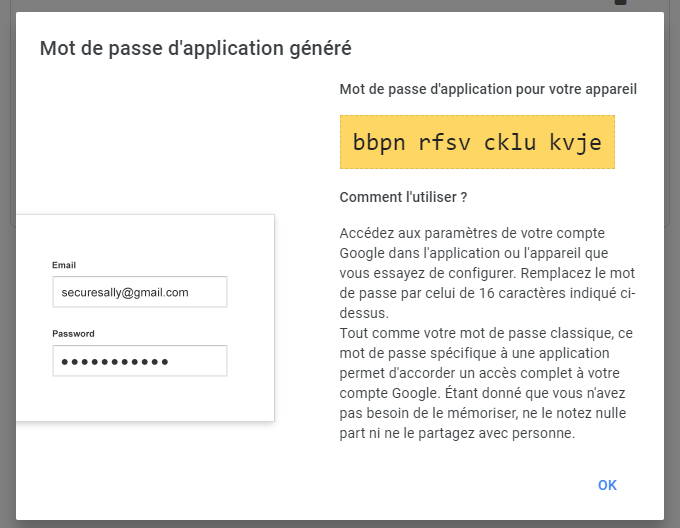 Mot de passe d'application généré
Mot de passe d'application pour votre appareil
bbpn rfsv cklu kvje
Comment l'utiliser ?
Accédez aux paramètres de votre compte
Google dans l'application ou l'appareil que
vous essayez de configurer. Remplacez le mot
de passe par celui de 16 caractères indiqué ci-
dessus.
Tout comme votre mot de passe classique, ce
mot de passe spécifique à une application
permet d'accorder un accès complet à votre
compte Google. Étant donné que vous n'avez
pas besoin de le mémoriser, ne le notez nulle
part ni ne le partagez avec personne.
Email
securesally@gmail.com
Password
●●●●●●●●●●●
OK